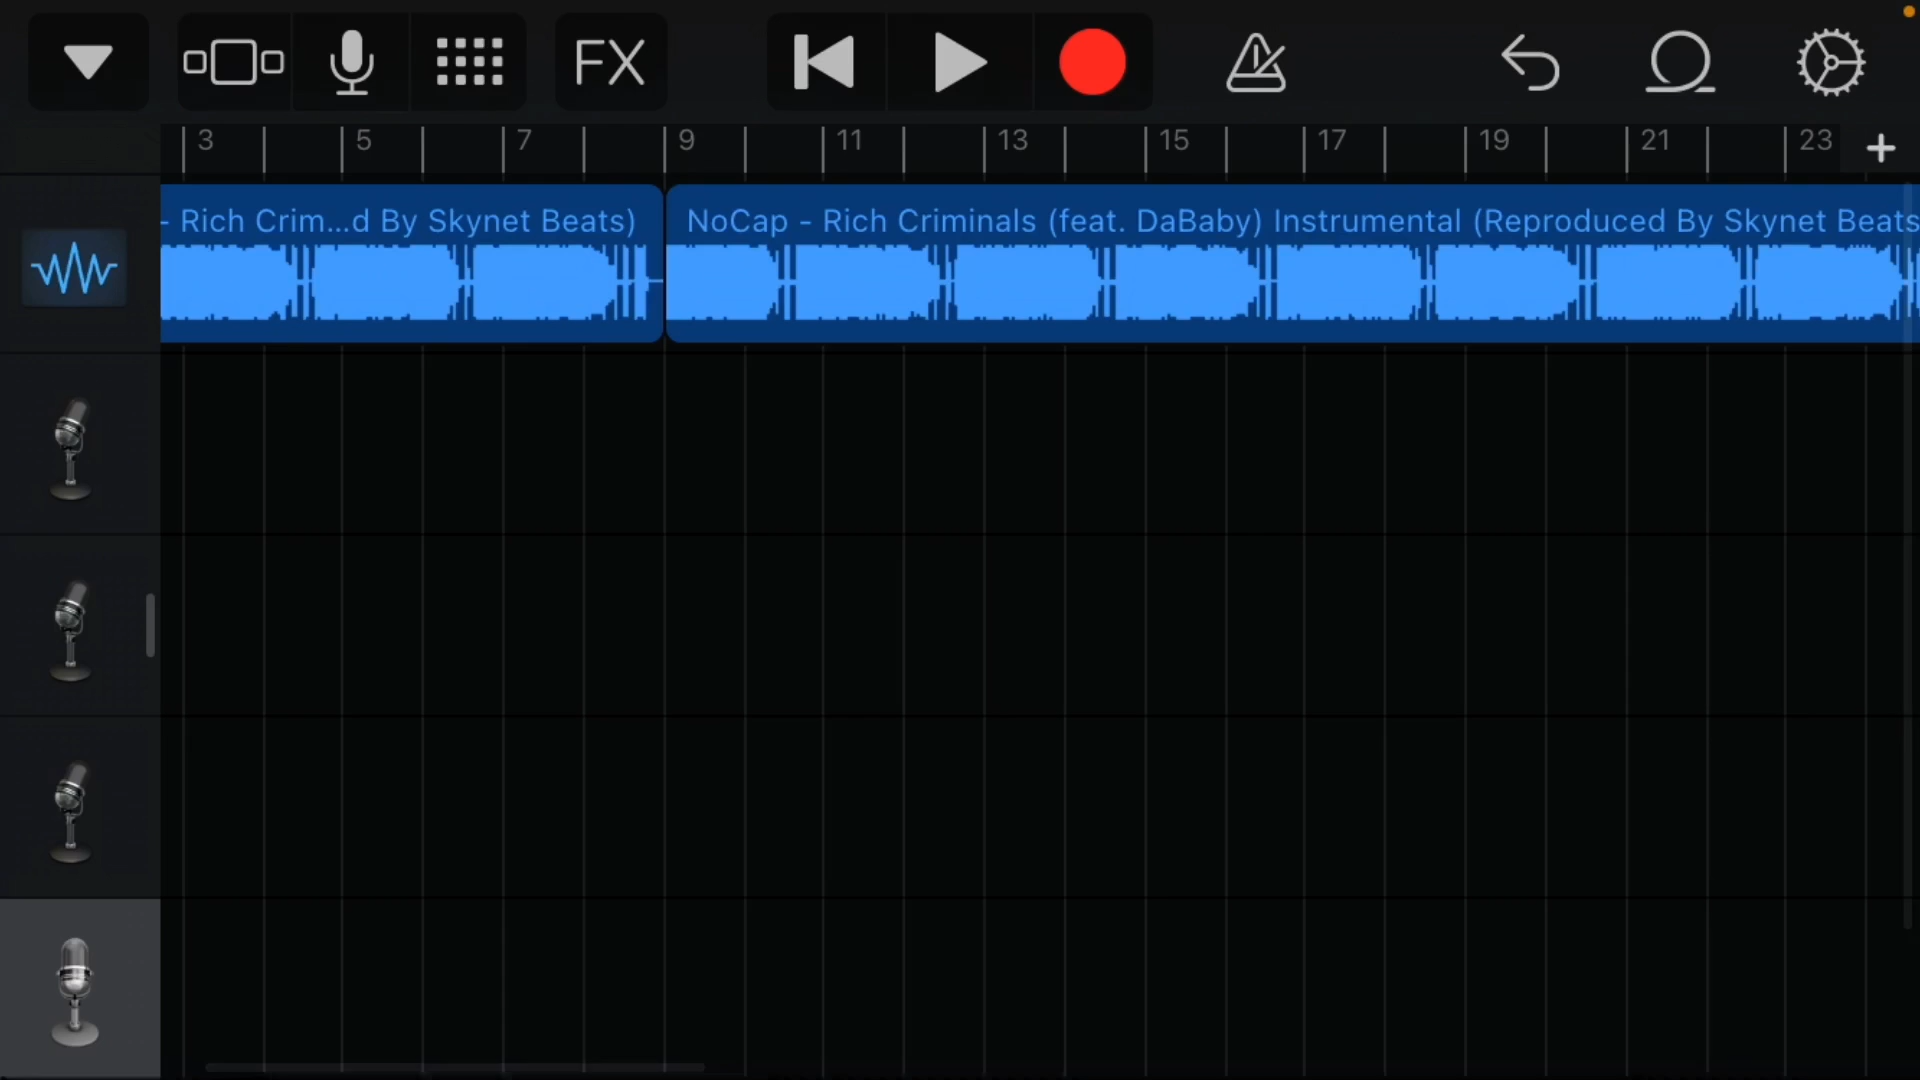 FX
3 5 7 9 11 13 15 17 19 21 23 +
- Rich Crim...d By Skynet Beats)
NoCap - Rich Criminals (feat. DaBaby) Instrumental (Reproduced By Skynet Beats